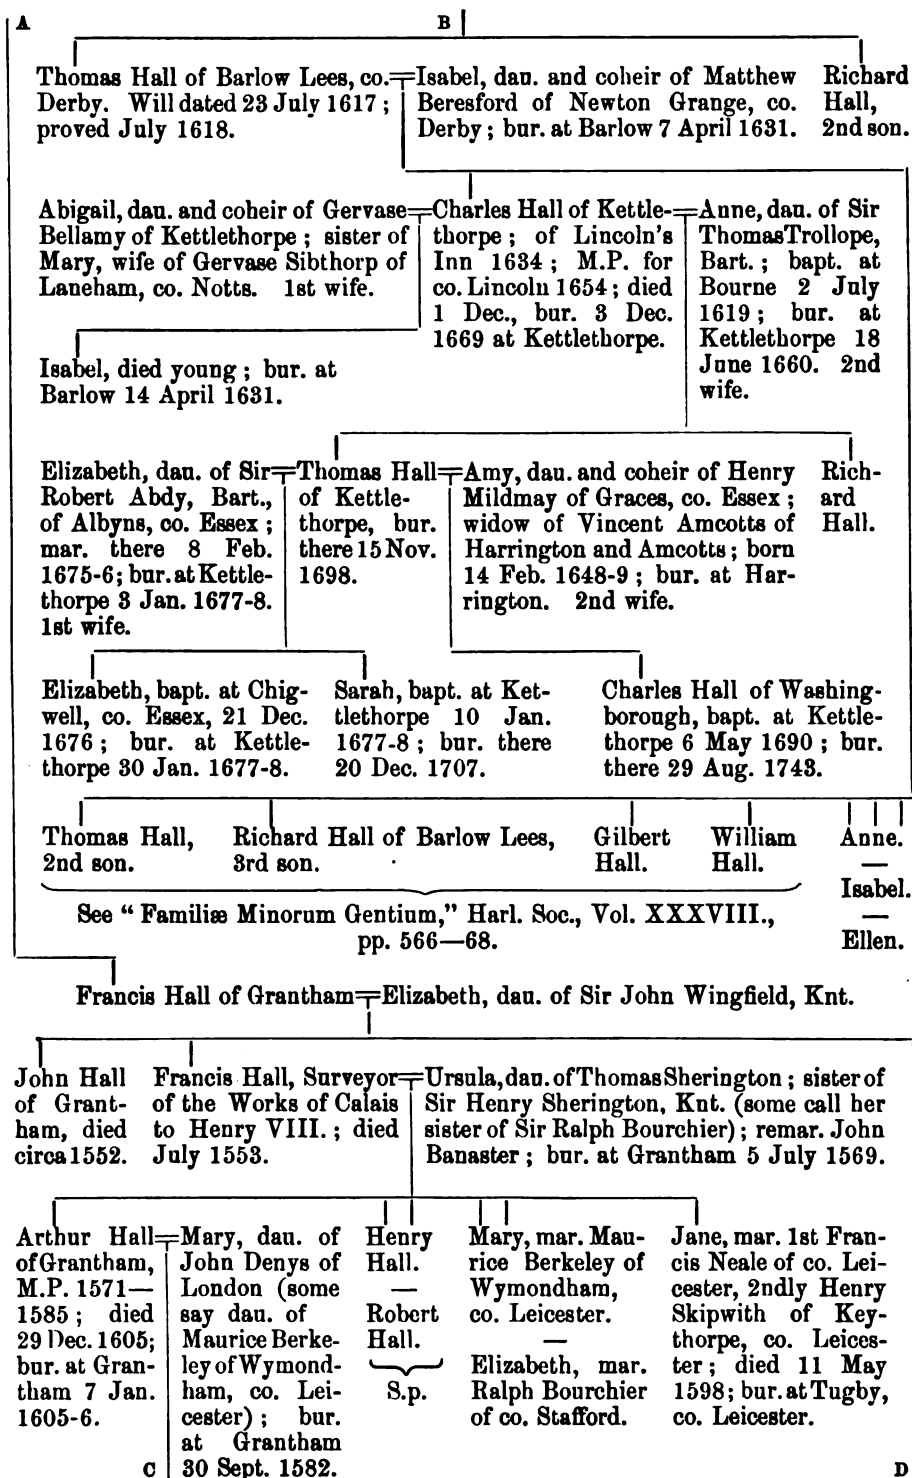 A
B
Thomas Hall of Barlow Lees, co.
Derby. Will dated 23 July 1617 ;
proved July 1618.
Isabel, dau. and coheir of Matthew
Beresford of Newton Grange, co.
Derby ; bur. at Barlow 7 April 1631.
Richard
Hall,
2nd son.
Abigail, dau. and coheir of Gervase
Bellamy of Kettlethorpe ; sister of
Mary, wife of Gervase Sibthorp of
Laneham, co. Notts. 1st wife.
Charles Hall of Kettle-
thorpe ; of Lincoln's
Inn 1634 ; M.P. for
co. Lincoln 1654 ; died
1 Dec., bur. 3 Dec.
1669 at Kettlethorpe.
Anne, dau. of Sir
Thomas Trollope,
Bart. ; bapt. at
Bourne 2 July
1619 ; bur. at
Kettlethorpe 18
June 1660. 2nd
wife.
Isabel, died young ; bur. at
Barlow 14 April 1631.
Elizabeth, dau. of Sir
Robert Abdy, Bart.,
of Albyns, co. Essex ;
mar. there 8 Feb.
1675-6 ; bur. at Kettle-
thorpe 3 Jan. 1677-8.
1st wife.
Thomas Hall
of Kettle-
thorpe, bur.
there 15 Nov.
1698.
Amy, dau. and coheir of Henry
Mildmay of Graces, co. Essex ;
widow of Vincent Amcotts of
Harrington and Amcotts ; born
14 Feb. 1648-9 ; bur. at Har-
rington. 2nd wife.
Rich-
ard
Hall.
Elizabeth, bapt. at Chig-
well, co. Essex, 21 Dec.
1676 ; bur. at Kettle-
thorpe 30 Jan. 1677-8.
Sarah, bapt. at Ket-
tlethorpe 10 Jan.
1677-8 ; bur. there
20 Dec. 1707.
Charles Hall of Washing-
borough, bapt. at Kettle-
thorpe 6 May 1690 ; bur.
there 29 Aug. 1743.
Thomas Hall,
2nd son.
Richard Hall of Barlow Lees,
3rd son.
Gilbert
Hall.
William
Hall.
Anne.
—
Isabel.
—
Ellen.
See “ Familiæ Minorum Gentium,” Harl. Soc., Vol. XXXVIII.,
pp. 566—68.
Francis Hall of Grantham
Elizabeth, dau. of Sir John Wingfield, Knt.
John Hall
of Grant-
ham, died
circa 1552.
Francis Hall, Surveyor
of the Works of Calais
to Henry VIII. ; died
July 1553.
Ursula, dau. of Thomas Sherington ; sister of
Sir Henry Sherington, Knt. (some call her
sister of Sir Ralph Bourchier) ; remar. John
Banaster ; bur. at Grantham 5 July 1569.
Arthur Hall
of Grantham,
M.P. 1571—
1585 ; died
29 Dec. 1605;
bur. at Gran-
tham 7 Jan.
1605-6.
Mary, dau. of
John Denys of
London (some
say dau. of
Maurice Berke-
ley of Wymond-
ham, co. Lei-
cester) ; bur.
at Grantham
30 Sept. 1582.
Henry
Hall.
—
Robert
Hall.
S.p.
Mary, mar. Mau-
rice Berkeley of
Wymondham,
co. Leicester.
—
Elizabeth, mar.
Ralph Bourchier
of co. Stafford.
Jane, mar. 1st Fran-
cis Neale of co. Lei-
cester, 2ndly Henry
Skipwith of Key-
thorpe, co. Leices-
ter ; died 11 May
1598 ; bur. at Tugby,
co. Leicester.
C
D